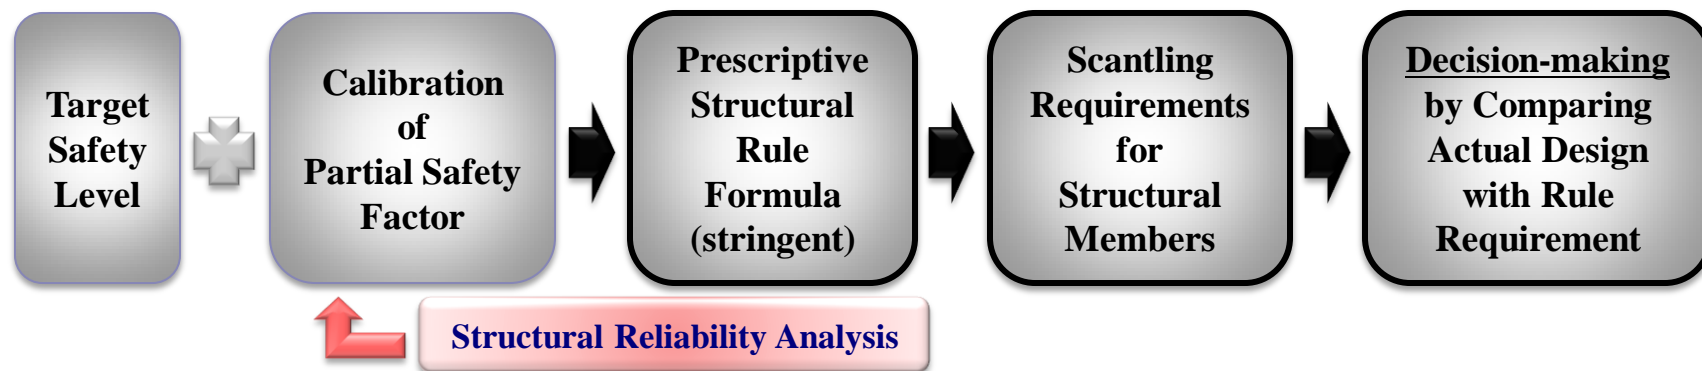 Target
Safety
Level
Calibration
of
Partial Safety
Factor
Prescriptive
Structural
Rule
Formula
(stringent)
Scantling
Requirements
for
Structural
Members
Decision-making
by Comparing
Actual Design
with Rule
Requirement
Structural Reliability Analysis